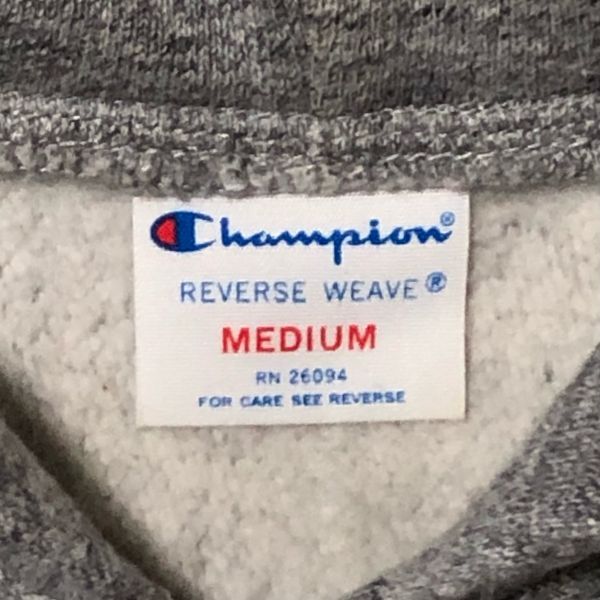 Champion®
REVERSE WEAVE®
MEDIUM
RN 26094
FOR CARE SEE REVERSE